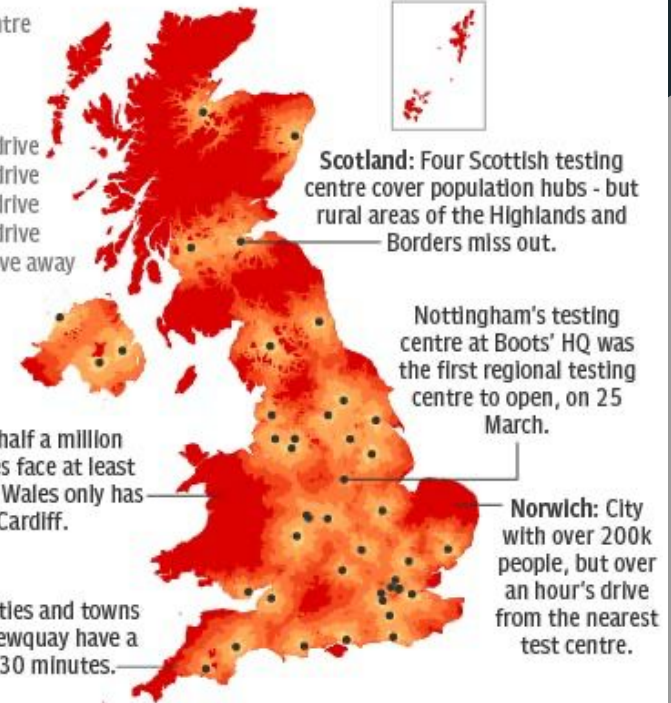 tre
drive
drive
drive
drive
ve away
Scotland: Four Scottish testing
centre cover population hubs - but
rural areas of the Highlands and
Borders miss out.
Nottingham's testing
centre at Boots' HQ was
the first regional testing
centre to open, on 25
March.
half a million
s face at least
Wales only has
Cardiff.
Norwich: City
with over 200k
people, but over
an hour's drive
from the nearest
test centre.
ties and towns
ewquay have a
30 minutes.